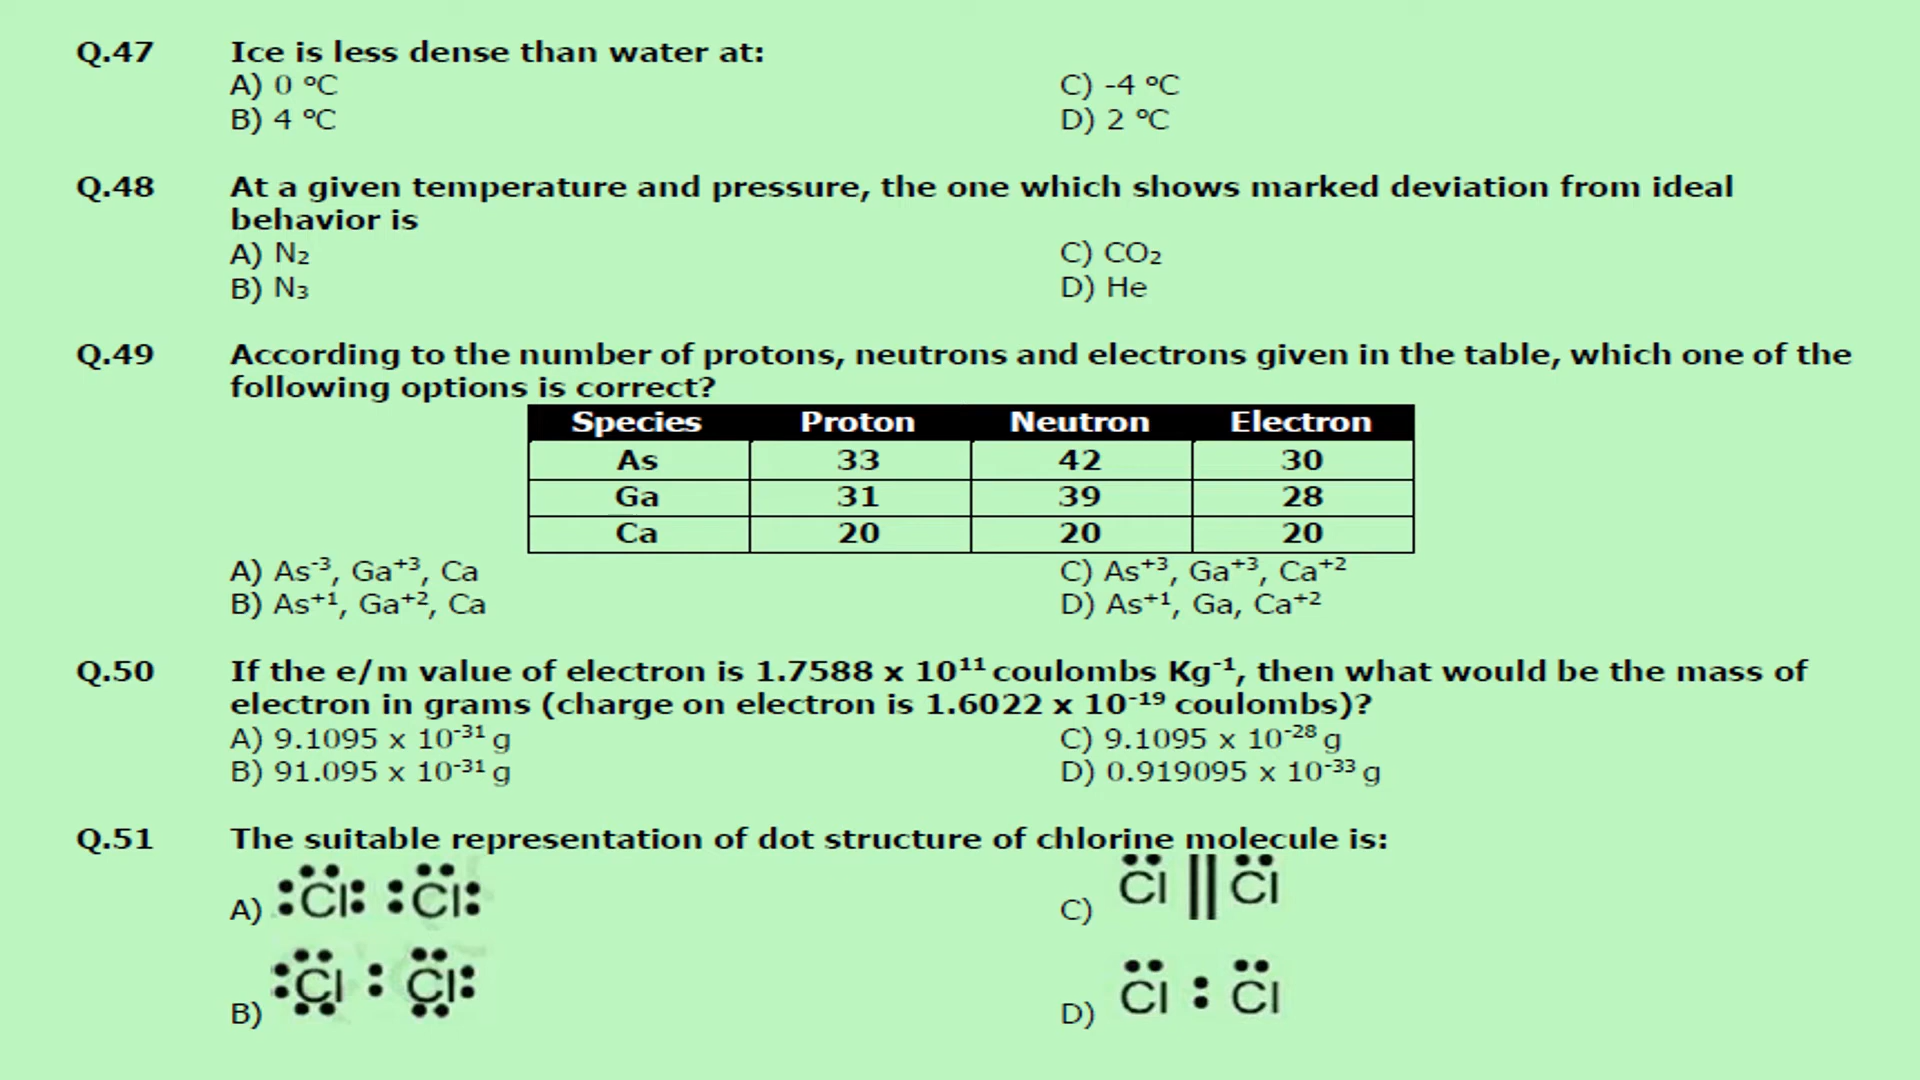 Q.47 Ice is less dense than water at:
A) 0 °C C) -4 °C
B) 4 °C D) 2 °C
Q.48 At a given temperature and pressure, the one which shows marked deviation from ideal
behavior is
A) N₂ C) CO₂
B) N₃ D) He
Q.49 According to the number of protons, neutrons and electrons given in the table, which one of the
following options is correct?
Species Proton Neutron Electron
As 33 42 30
Ga 31 39 28
Ca 20 20 20
A) As⁻³, Ga⁺³, Ca C) As⁺³, Ga⁺³, Ca⁺²
B) As⁺¹, Ga⁺², Ca D) As⁺¹, Ga, Ca⁺²
Q.50 If the e/m value of electron is 1.7588 x 10¹¹ coulombs Kg⁻¹, then what would be the mass of
electron in grams (charge on electron is 1.6022 x 10⁻¹⁹ coulombs)?
A) 9.1095 x 10⁻³¹ g C) 9.1095 x 10⁻²⁸ g
B) 91.095 x 10⁻³¹ g D) 0.919095 x 10⁻³³ g
Q.51 The suitable representation of dot structure of chlorine molecule is:
A) :Cl: :Cl: C) Cl || Cl
B) :Cl : Cl: D) Cl : Cl